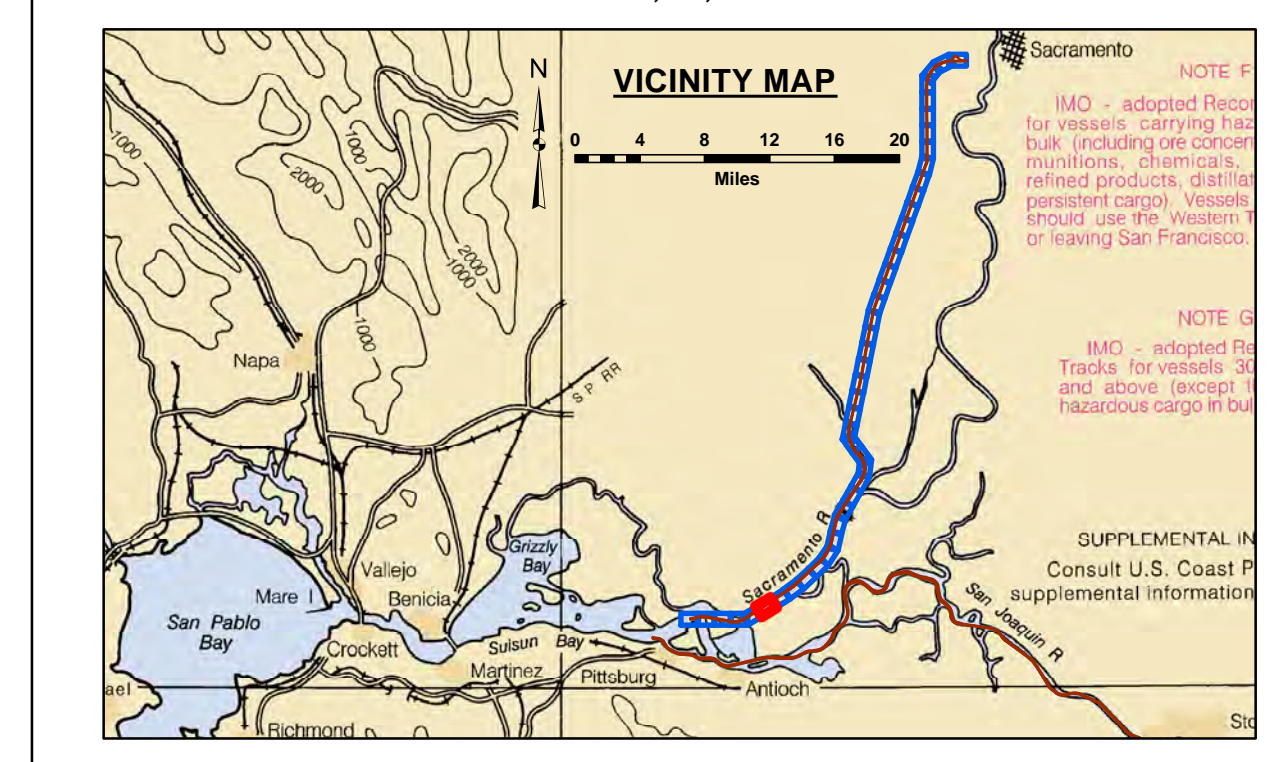 Sacramento
N
VICINITY MAP
NOTE F
IMO - adopted Recor
for vessels carrying haz
bulk (including ore concen
munitions, chemicals,
refined products, distillat
persistent cargo). Vessels
should use the Western T
or leaving San Francisco.
0 4 8 12 16 20
Miles
1000
1000
2000
2000
1000
1000
NOTE G
IMO - adopted Re
Tracks for vessels 30
and above (except t
hazardous cargo in bul
Napa
S P RR
Sacramento R
Grizzly
Bay
SUPPLEMENTAL IN
Consult U.S. Coast P
supplemental information
Vallejo
Mare I
Benicia
San Pablo
Bay
Crockett
Suisun Bay
Martinez
Pittsburg
Antioch
San Joaquin R
ael
Richmond
Sto